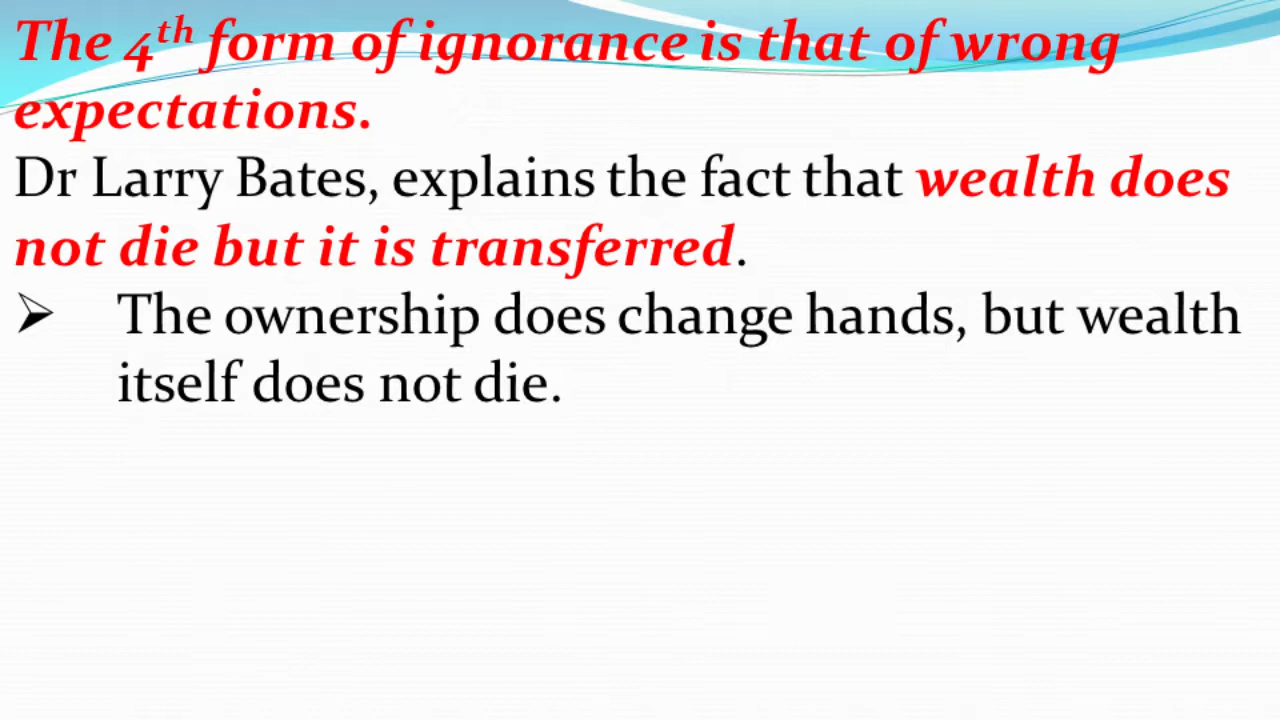 The 4th form of ignorance is that of wrong
expectations.
Dr Larry Bates, explains the fact that wealth does
not die but it is transferred.
➢ The ownership does change hands, but wealth
itself does not die.